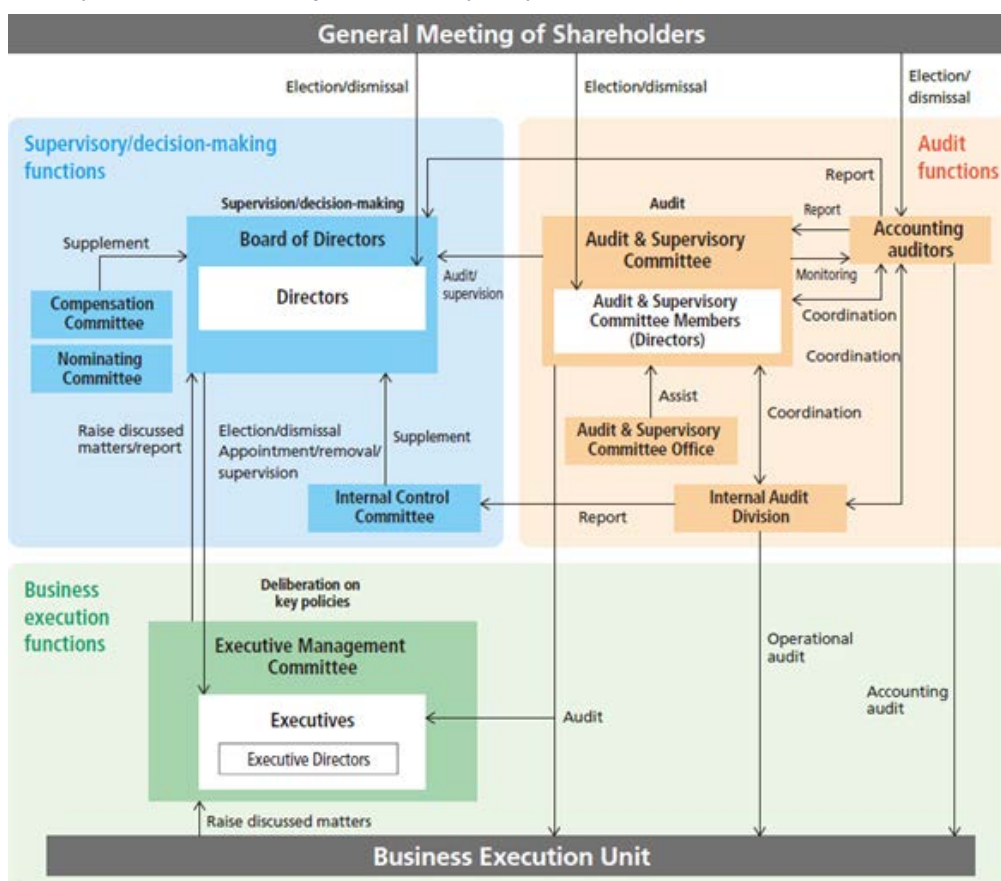 General Meeting of Shareholders
Election/dismissal
Election/dismissal
Election/
dismissal
Supervisory/decision-making
functions
Audit
functions
Report
Supervision/decision-making
Audit
Report
Board of Directors
Audit & Supervisory
Committee
Accounting
auditors
Supplement
Directors
Audit/
supervision
Monitoring
Compensation
Committee
Audit & Supervisory
Committee Members
(Directors)
Coordination
Nominating
Committee
Coordination
Assist
Raise discussed
matters/report
Election/dismissal
Appointment/removal/
supervision
Supplement
Audit & Supervisory
Committee Office
Coordination
Internal Control
Committee
Report
Internal Audit
Division
Business
execution
functions
Deliberation on
key policies
Executive Management
Committee
Operational
audit
Executives
Audit
Accounting
audit
Executive Directors
Raise discussed matters
Business Execution Unit